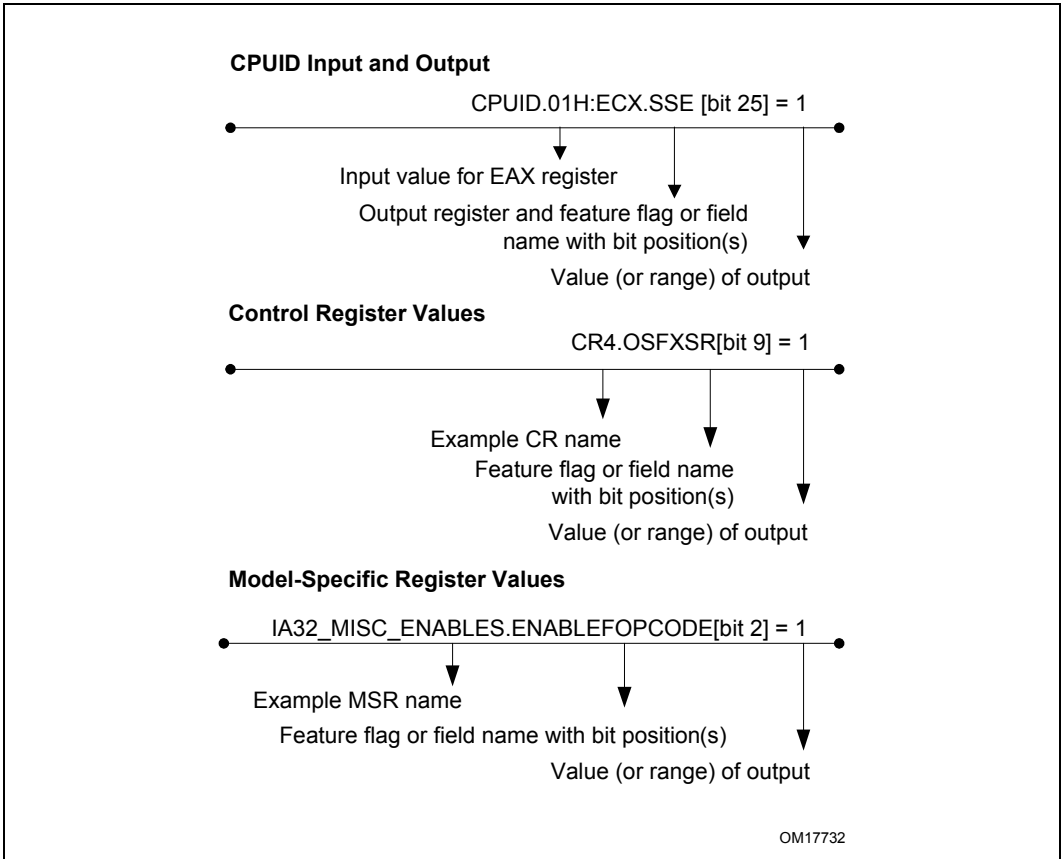 CPUID Input and Output
CPUID.01H:ECX.SSE [bit 25] = 1
Input value for EAX register
Output register and feature flag or field
name with bit position(s)
Value (or range) of output
Control Register Values
CR4.OSFXSR[bit 9] = 1
Example CR name
Feature flag or field name
with bit position(s)
Value (or range) of output
Model-Specific Register Values
IA32_MISC_ENABLES.ENABLEFOPCODE[bit 2] = 1
Example MSR name
Feature flag or field name with bit position(s)
Value (or range) of output
OM17732